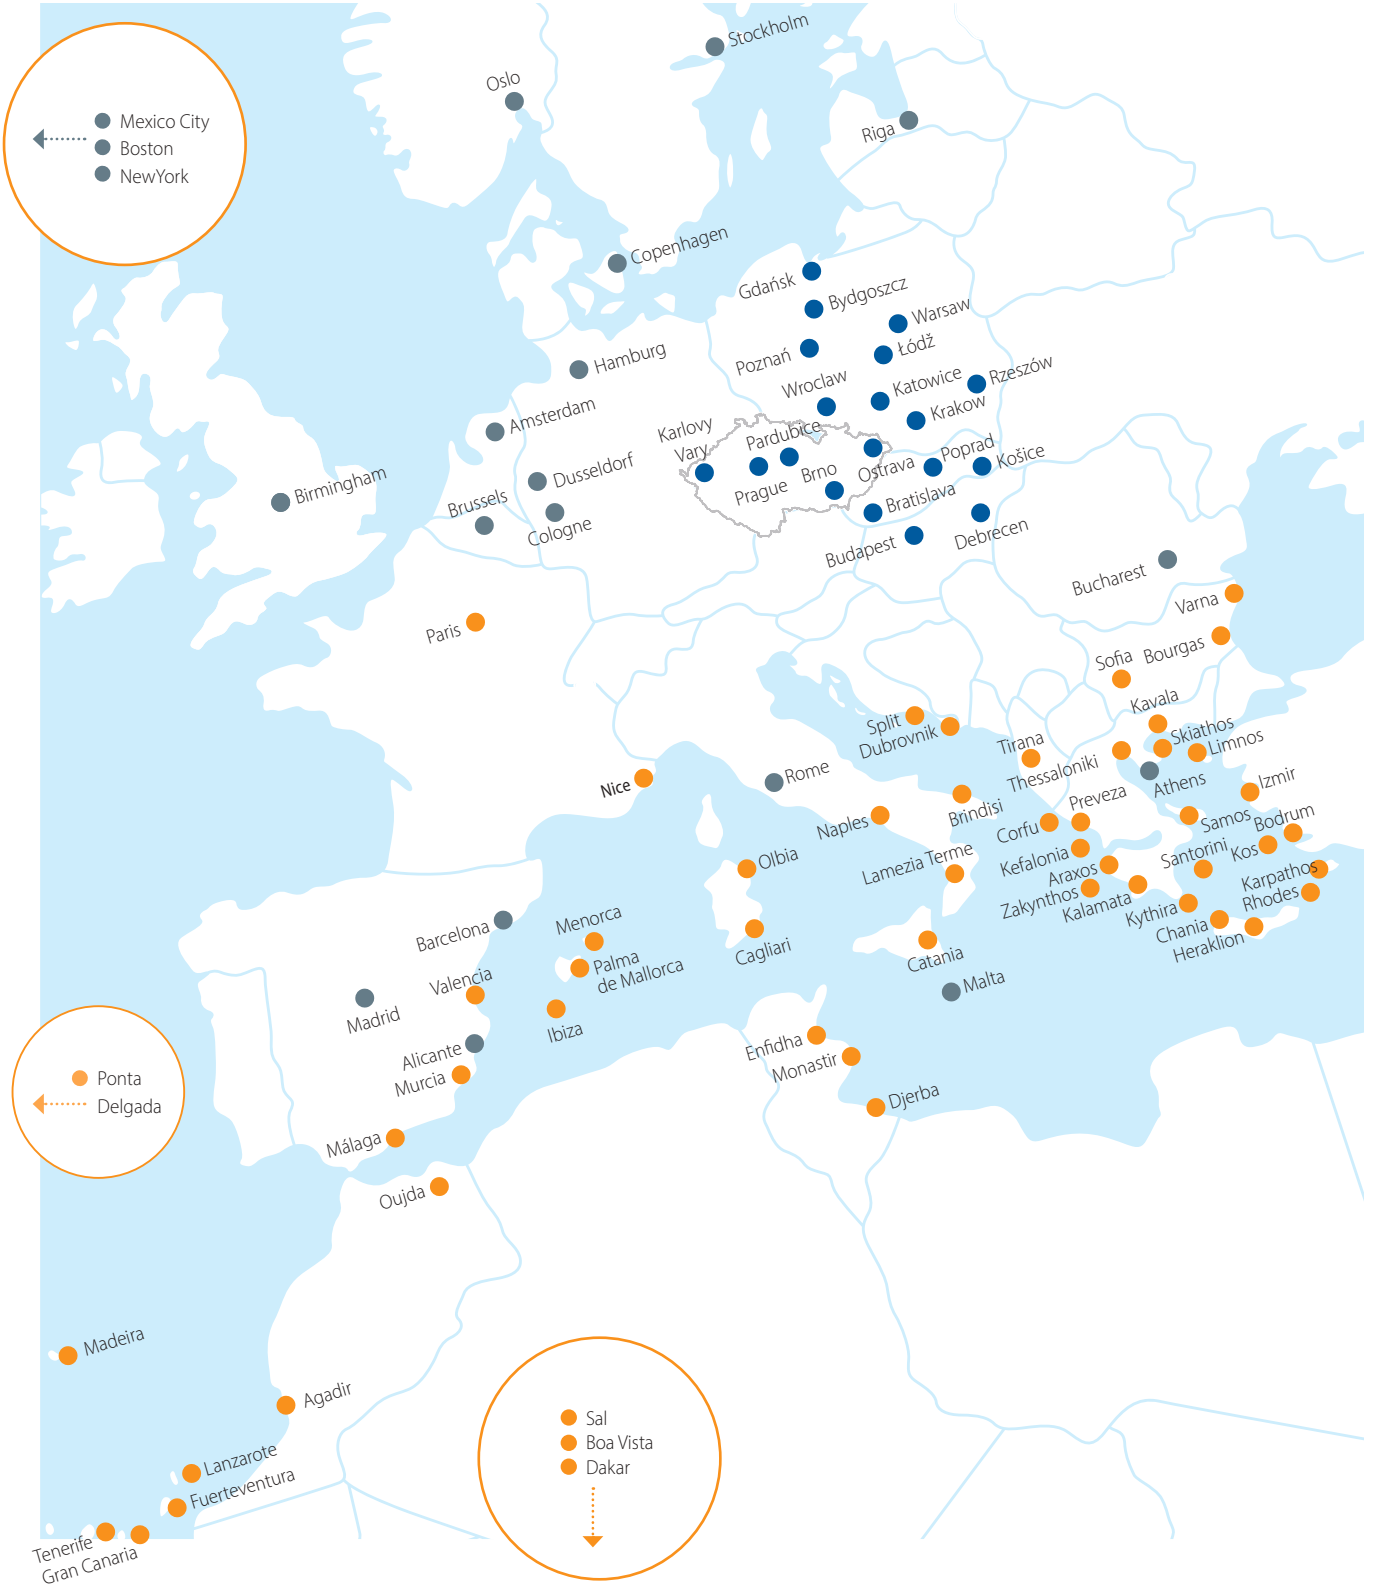 Stockholm
Oslo
Mexico City
Boston
NewYork
Riga
Copenhagen
Gdańsk
Bydgoszcz
Warsaw
Łódž
Poznań
Hamburg
Wroclaw
Katowice
Rzeszów
Krakow
Amsterdam
Karlovy
Vary
Pardubice
Prague
Brno
Ostrava
Poprad
Košice
Dusseldorf
Birmingham
Brussels
Cologne
Bratislava
Budapest
Debrecen
Bucharest
Varna
Bourgas
Paris
Sofia
Kavala
Split
Dubrovnik
Tirana
Skiathos
Limnos
Thessaloniki
Athens
Izmir
Nice
Rome
Brindisi
Preveza
Naples
Corfu
Samos
Bodrum
Olbia
Lamezia Terme
Kefalonia
Araxos
Santorini
Kos
Karpathos
Zakynthos
Kalamata
Rhodes
Kythira
Chania
Heraklion
Barcelona
Menorca
Cagliari
Catania
Palma
de Mallorca
Valencia
Malta
Madrid
Ibiza
Alicante
Murcia
Enfidha
Monastir
Djerba
Ponta
Delgada
Málaga
Oujda
Madeira
Agadir
Sal
Boa Vista
Dakar
Lanzarote
Fuerteventura
Tenerife
Gran Canaria